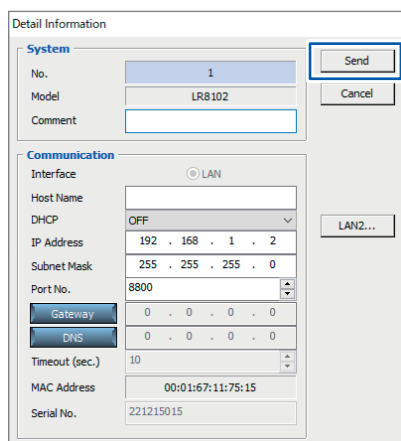 Detail Information
System
No. 1
Model LR8102
Comment
Send
Cancel
Communication
Interface LAN
Host Name
DHCP OFF
LAN2...
IP Address 192 . 168 . 1 . 2
Subnet Mask 255 . 255 . 255 . 0
Port No. 8800
Gateway 0 . 0 . 0 . 0
DNS 0 . 0 . 0 . 0
Timeout (sec.) 10
MAC Address 00:01:67:11:75:15
Serial No. 221215015